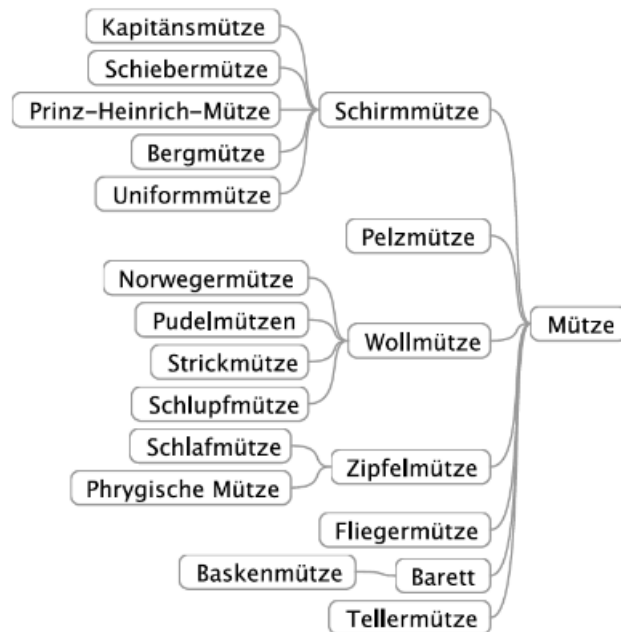 Kapitänsmütze
Schiebermütze
Prinz-Heinrich-Mütze
Schirmmütze
Bergmütze
Uniformmütze
Pelzmütze
Norwegermütze
Pudelmützen
Mütze
Wollmütze
Strickmütze
Schlupfmütze
Schlafmütze
Zipfelmütze
Phrygische Mütze
Fliegermütze
Baskenmütze
Barett
Tellermütze